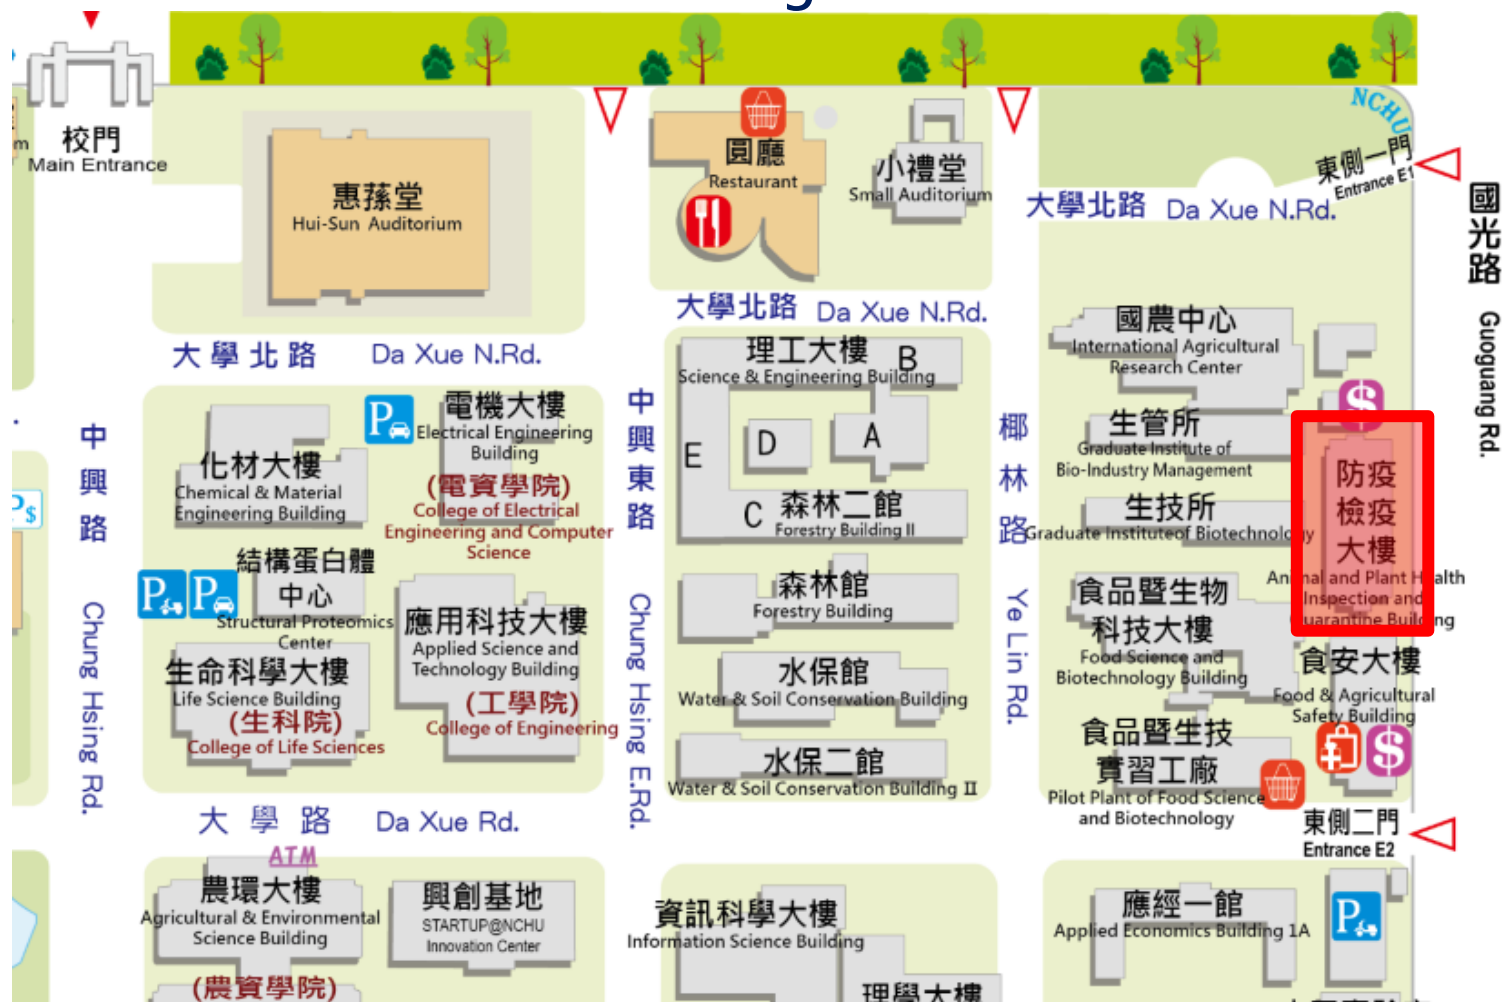 校門
Main Entrance
惠蓀堂
Hui-Sun Auditorium
圓廳
Restaurant
小禮堂
Small Auditorium
NCHU
東側一門
Entrance E1
大學北路 Da Xue N.Rd.
國光路 Guoguang Rd.
大學北路 Da Xue N.Rd.
大學北路 Da Xue N.Rd.
中興路 Chung Hsing Rd.
P
電機大樓
Electrical Engineering
Building
(電資學院)
College of Electrical
Engineering and Computer
Science
化材大樓
Chemical & Material
Engineering Building
P$
結構蛋白體
中心
Structural Proteomics
Center
P P
應用科技大樓
Applied Science and
Technology Building
(工學院)
College of Engineering
生命科學大樓
Life Science Building
(生科院)
College of Life Sciences
中興東路 Chung Hsing E.Rd.
理工大樓 B
Science & Engineering Building
E D A
C 森林二館
Forestry Building II
森林館
Forestry Building
水保館
Water & Soil Conservation Building
水保二館
Water & Soil Conservation Building II
椰林路 Ye Lin Rd.
國農中心
International Agricultural
Research Center
$
生管所
Graduate Institute of
Bio-Industry Management
生技所
Graduate Instituteof Biotechnology
防疫
檢疫
大樓
Animal and Plant Health
Inspection and
Quarantine Building
食品暨生物
科技大樓
Food Science and
Biotechnology Building
食安大樓
Food & Agricultural
Safety Building
$
食品暨生技
實習工廠
Pilot Plant of Food Science
and Biotechnology
東側二門
Entrance E2
大學路 Da Xue Rd.
ATM
農環大樓
Agricultural & Environmental
Science Building
(農資學院)
興創基地
STARTUP@NCHU
Innovation Center
資訊科學大樓
Information Science Building
理學大樓
應經一館
Applied Economics Building 1A
P